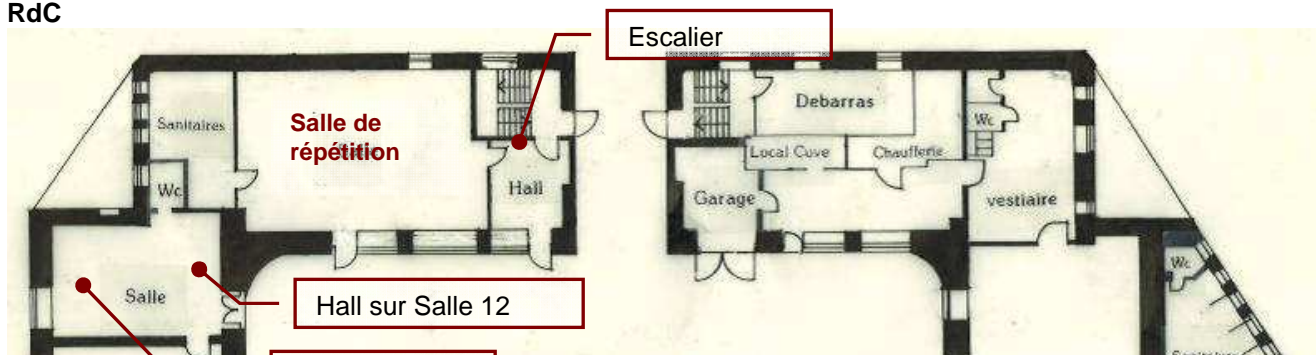 RdC
Escalier
Debarras
Sanitaires
Salle de
répétition
Wc
Local Cuve
Chaufferie
Wc
Hall
Garage
vestiaire
Wc
Salle
Hall sur Salle 12